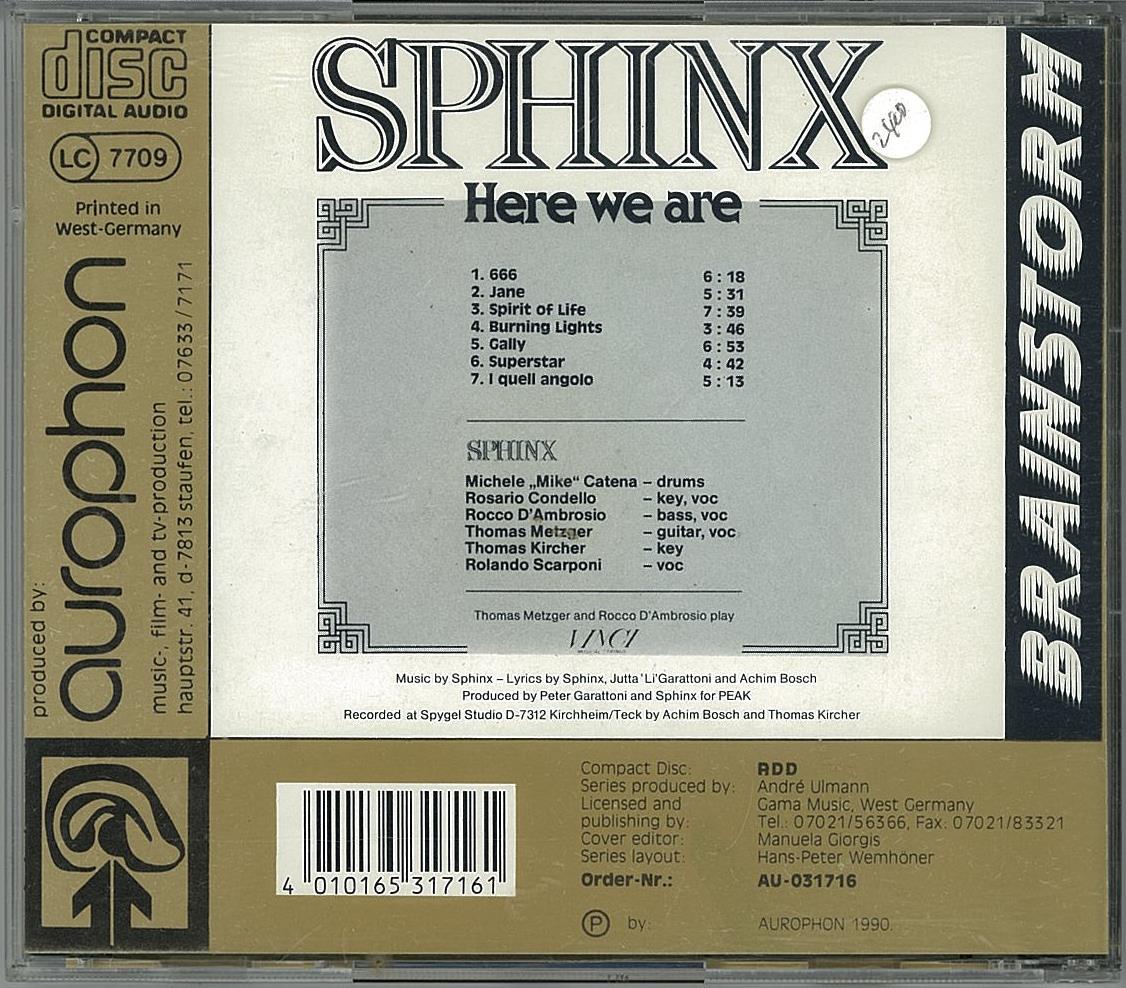 COMPACT
disc
DIGITAL AUDIO
LC 7709
Printed in
West-Germany
produced by:
aurophon
music-, film- and tv-production
hauptstr. 41, d-7813 staufen, tel.: 07633/7171
SPHINX
2400
Here we are
1. 666 6:18
2. Jane 5:31
3. Spirit of Life 7:39
4. Burning Lights 3:46
5. Gally 6:53
6. Superstar 4:42
7. I quell angolo 5:13
SPHINX
Michele „Mike“ Catena – drums
Rosario Condello – key, voc
Rocco D'Ambrosio – bass, voc
Thomas Metzger – guitar, voc
Thomas Kircher – key
Rolando Scarponi – voc
Thomas Metzger and Rocco D'Ambrosio play
VINCI
Music by Sphinx – Lyrics by Sphinx, Jutta 'Li' Garattoni and Achim Bosch
Produced by Peter Garattoni and Sphinx for PEAK
Recorded at Spygel Studio D-7312 Kirchheim/Teck by Achim Bosch and Thomas Kircher
BRAINSTORM
4 010165 317161
Compact Disc: ADD
Series produced by: André Ulmann
Licensed and Gama Music, West Germany
publishing by: Tel.: 07021/56366, Fax: 07021/83321
Cover editor: Manuela Giorgis
Series layout: Hans-Peter Wemhöner
Order-Nr.: AU-031716
P by: AUROPHON 1990.